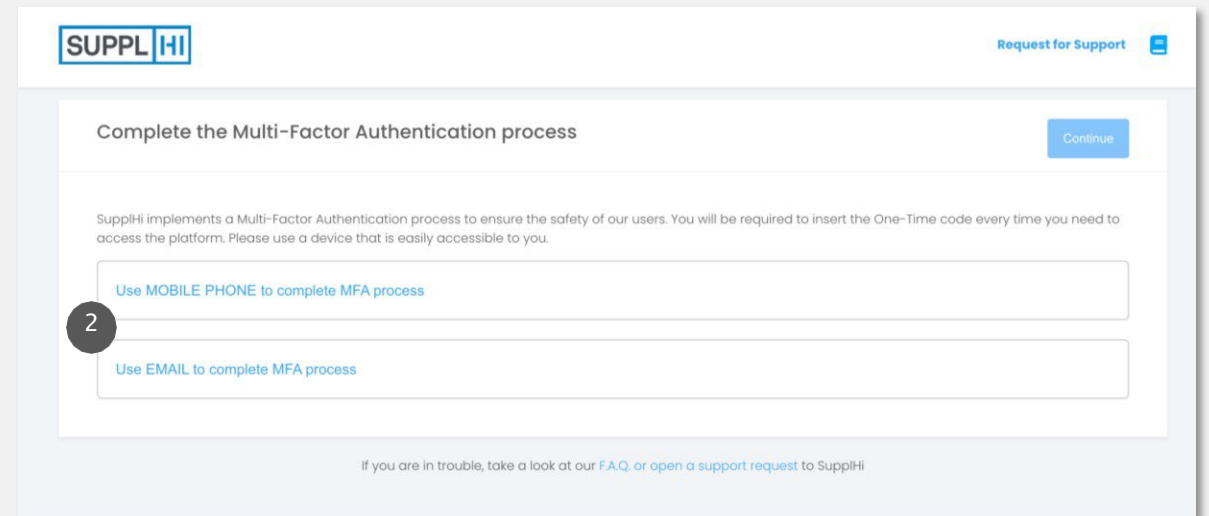 SUPPLHI
Request for Support
Complete the Multi-Factor Authentication process
Continue
SupplHi implements a Multi-Factor Authentication process to ensure the safety of our users. You will be required to insert the One-Time code every time you need to
access the platform. Please use a device that is easily accessible to you.
Use MOBILE PHONE to complete MFA process
2
Use EMAIL to complete MFA process
If you are in trouble, take a look at our F.A.Q. or open a support request to SupplHi